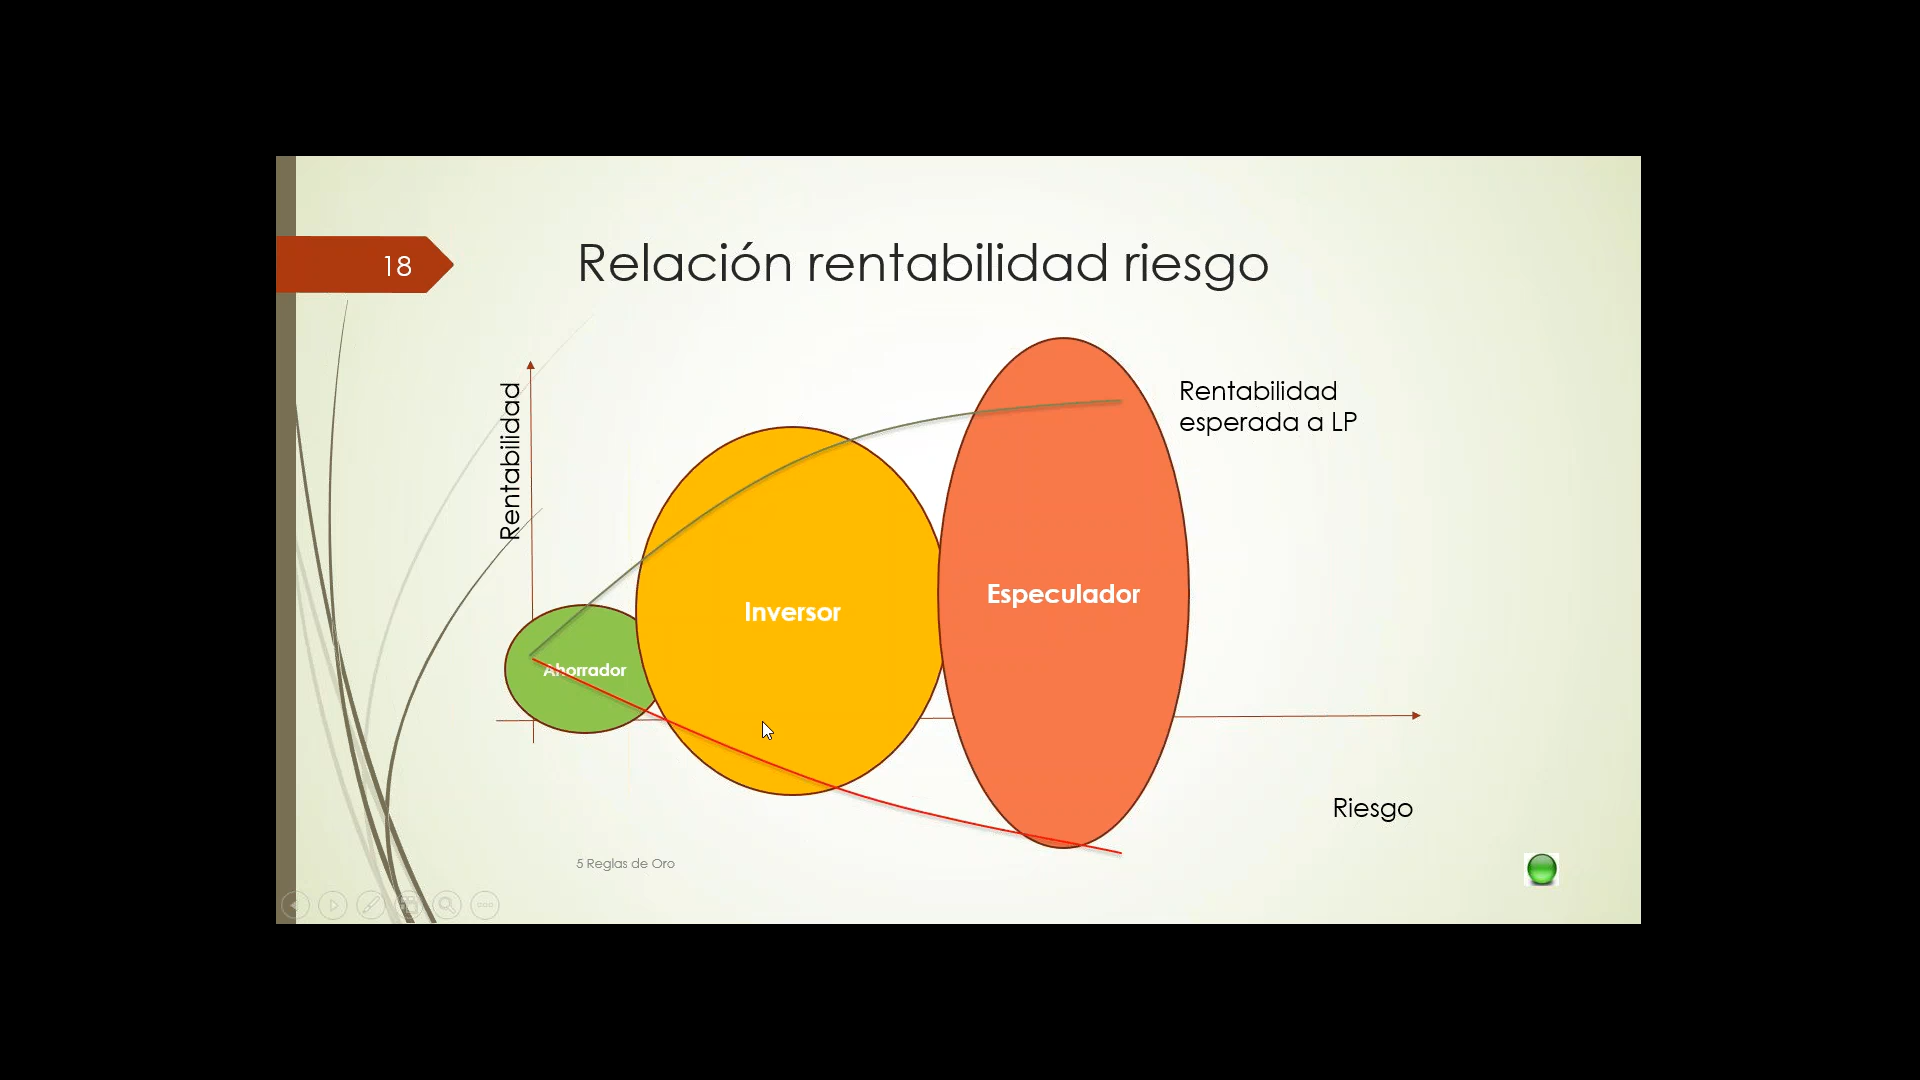 18
Relación rentabilidad riesgo
Rentabilidad
Rentabilidad
esperada a LP
Especulador
Inversor
Ahorrador
Riesgo
5 Reglas de Oro